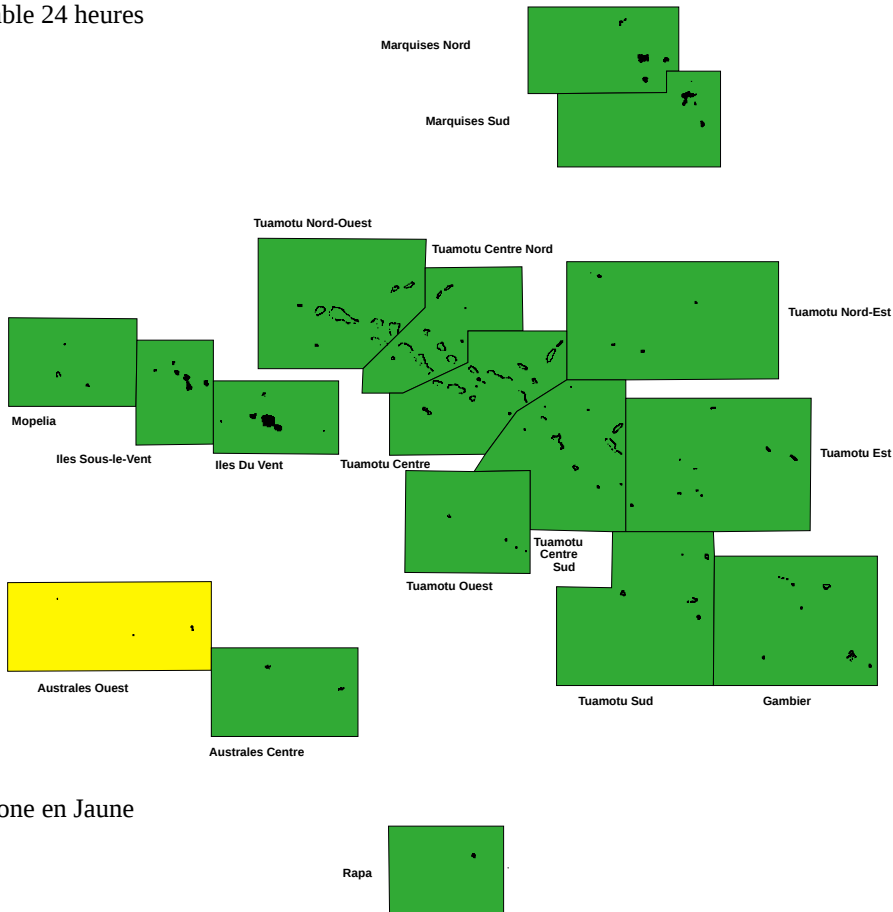 24 heures
Marquises Nord
Marquises Sud
Tuamotu Nord-Ouest
Tuamotu Centre Nord
Tuamotu Nord-Est
Mopelia
Iles Sous-le-Vent
Iles Du Vent
Tuamotu Centre
Tuamotu Est
Tuamotu
Centre
Sud
Tuamotu Ouest
Australes Ouest
Tuamotu Sud
Gambier
Australes Centre
en Jaune
Rapa